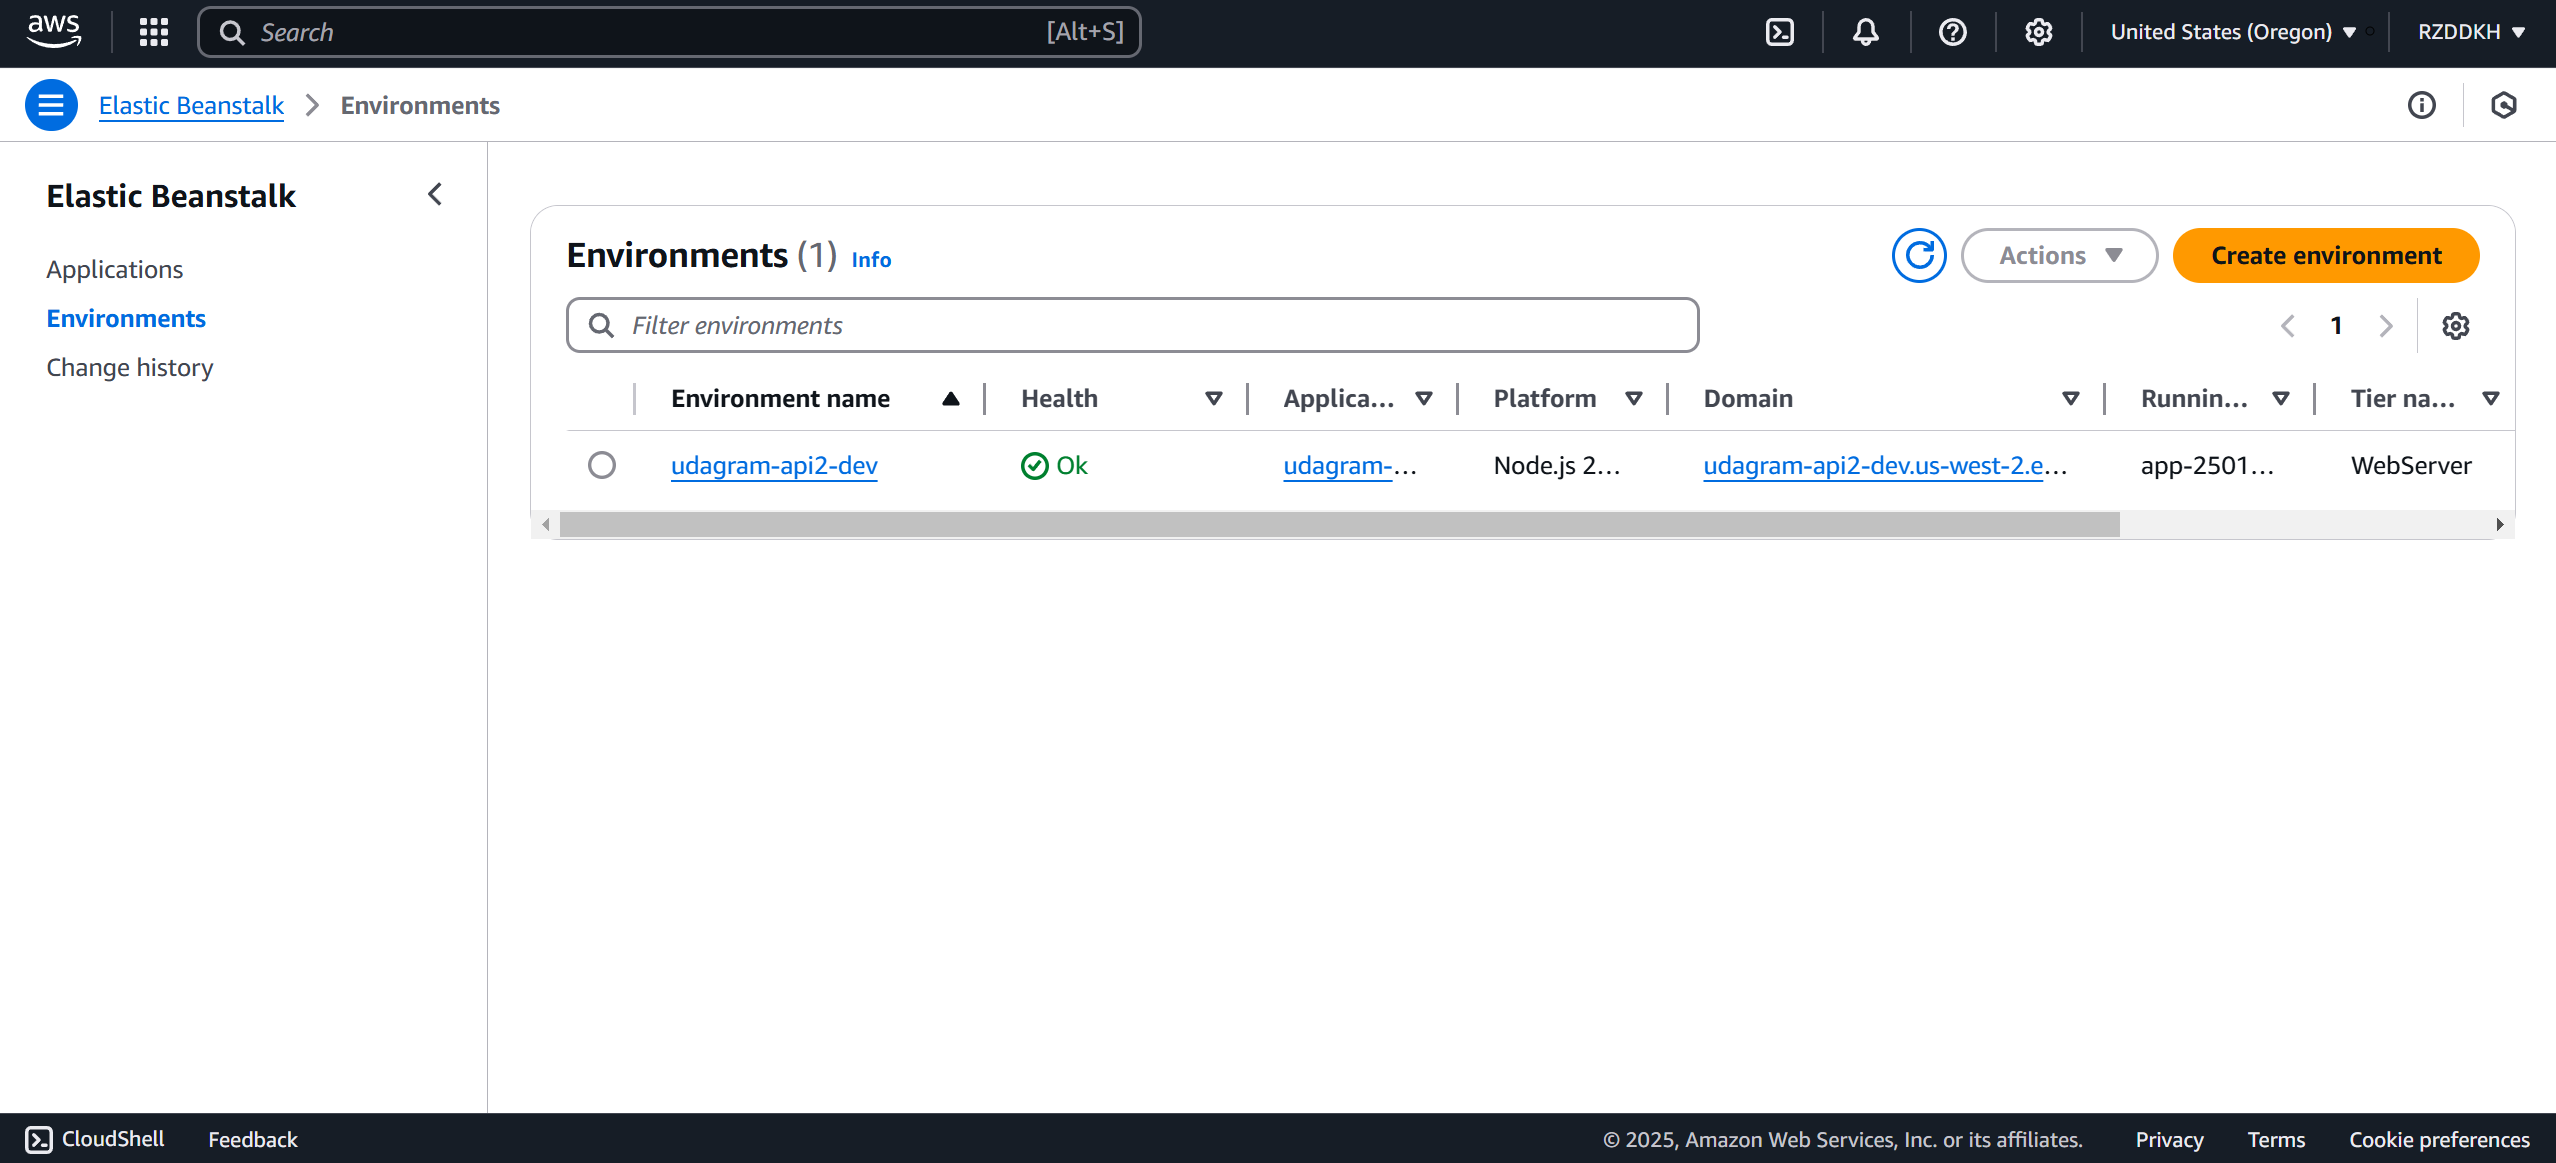 aws
Search [Alt+S]
United States (Oregon) RZDDKH
Elastic Beanstalk Environments
Elastic Beanstalk
Applications
Environments
Change history
Environments (1) Info
Actions Create environment
Filter environments
1
Environment name Health Applica... Platform Domain Runnin... Tier na...
udagram-api2-dev Ok udagram-... Node.js 2... udagram-api2-dev.us-west-2.e... app-2501... WebServer
CloudShell Feedback © 2025, Amazon Web Services, Inc. or its affiliates. Privacy Terms Cookie preferences